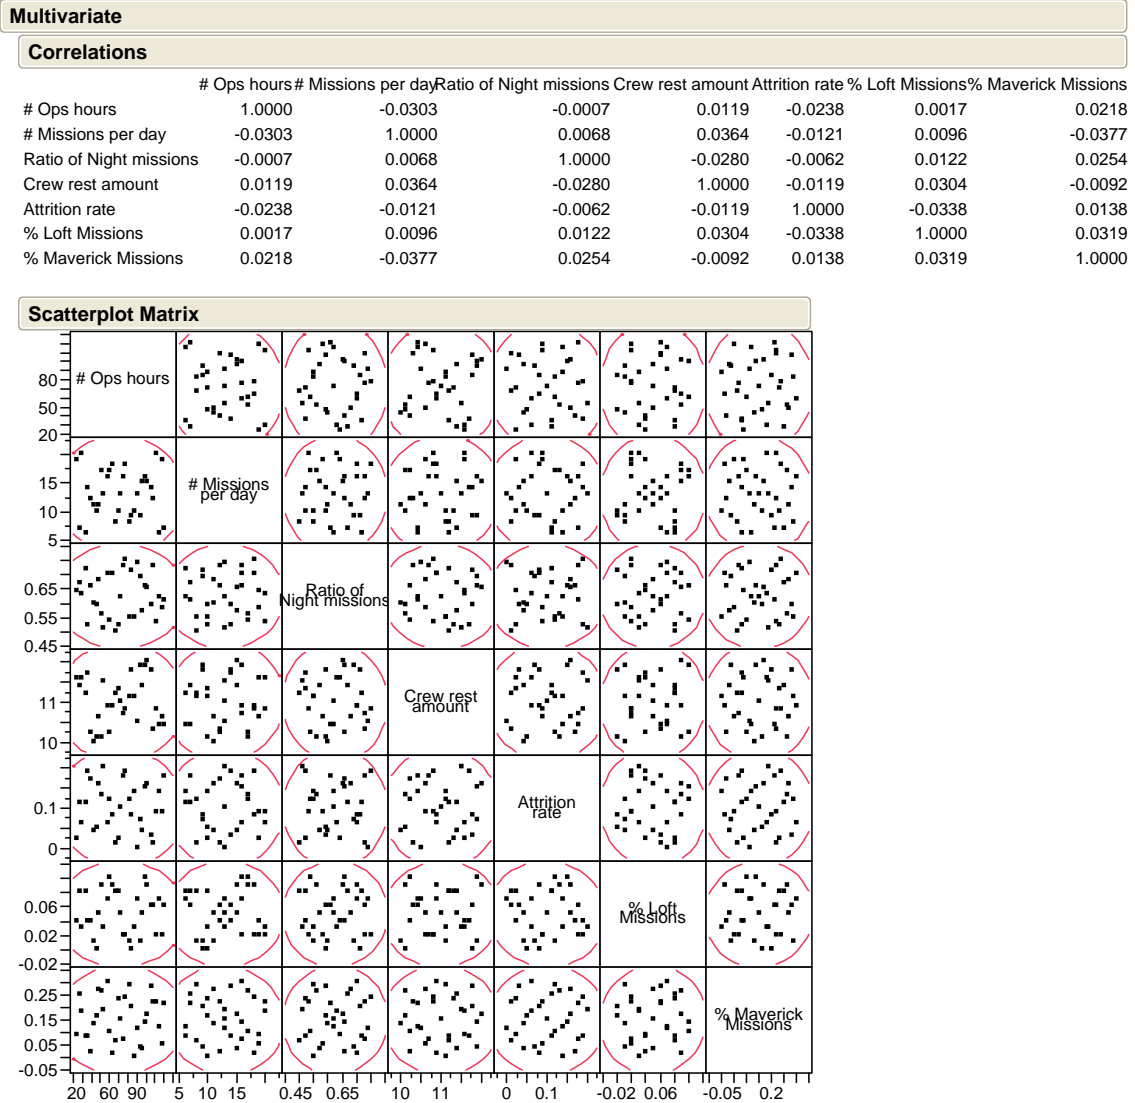 Multivariate
Correlations
# Ops hours # Missions per day Ratio of Night missions Crew rest amount Attrition rate % Loft Missions % Maverick Missions
# Ops hours 1.0000 -0.0303 -0.0007 0.0119 -0.0238 0.0017 0.0218
# Missions per day -0.0303 1.0000 0.0068 0.0364 -0.0121 0.0096 -0.0377
Ratio of Night missions -0.0007 0.0068 1.0000 -0.0280 -0.0062 0.0122 0.0254
Crew rest amount 0.0119 0.0364 -0.0280 1.0000 -0.0119 0.0304 -0.0092
Attrition rate -0.0238 -0.0121 -0.0062 -0.0119 1.0000 -0.0338 0.0138
% Loft Missions 0.0017 0.0096 0.0122 0.0304 -0.0338 1.0000 0.0319
% Maverick Missions 0.0218 -0.0377 0.0254 -0.0092 0.0138 0.0319 1.0000
Scatterplot Matrix
80
50
20
# Ops hours
15
10
5
# Missions
per day
0.65
0.55
0.45
Ratio of
Night missions
11
10
Crew rest
amount
0.1
0
Attrition
rate
0.06
0.02
-0.02
% Loft
Missions
0.25
0.15
0.05
-0.05
% Maverick
Missions
20 60 90 5 10 15 0.45 0.65 10 11 0 0.1 -0.02 0.06 -0.05 0.2